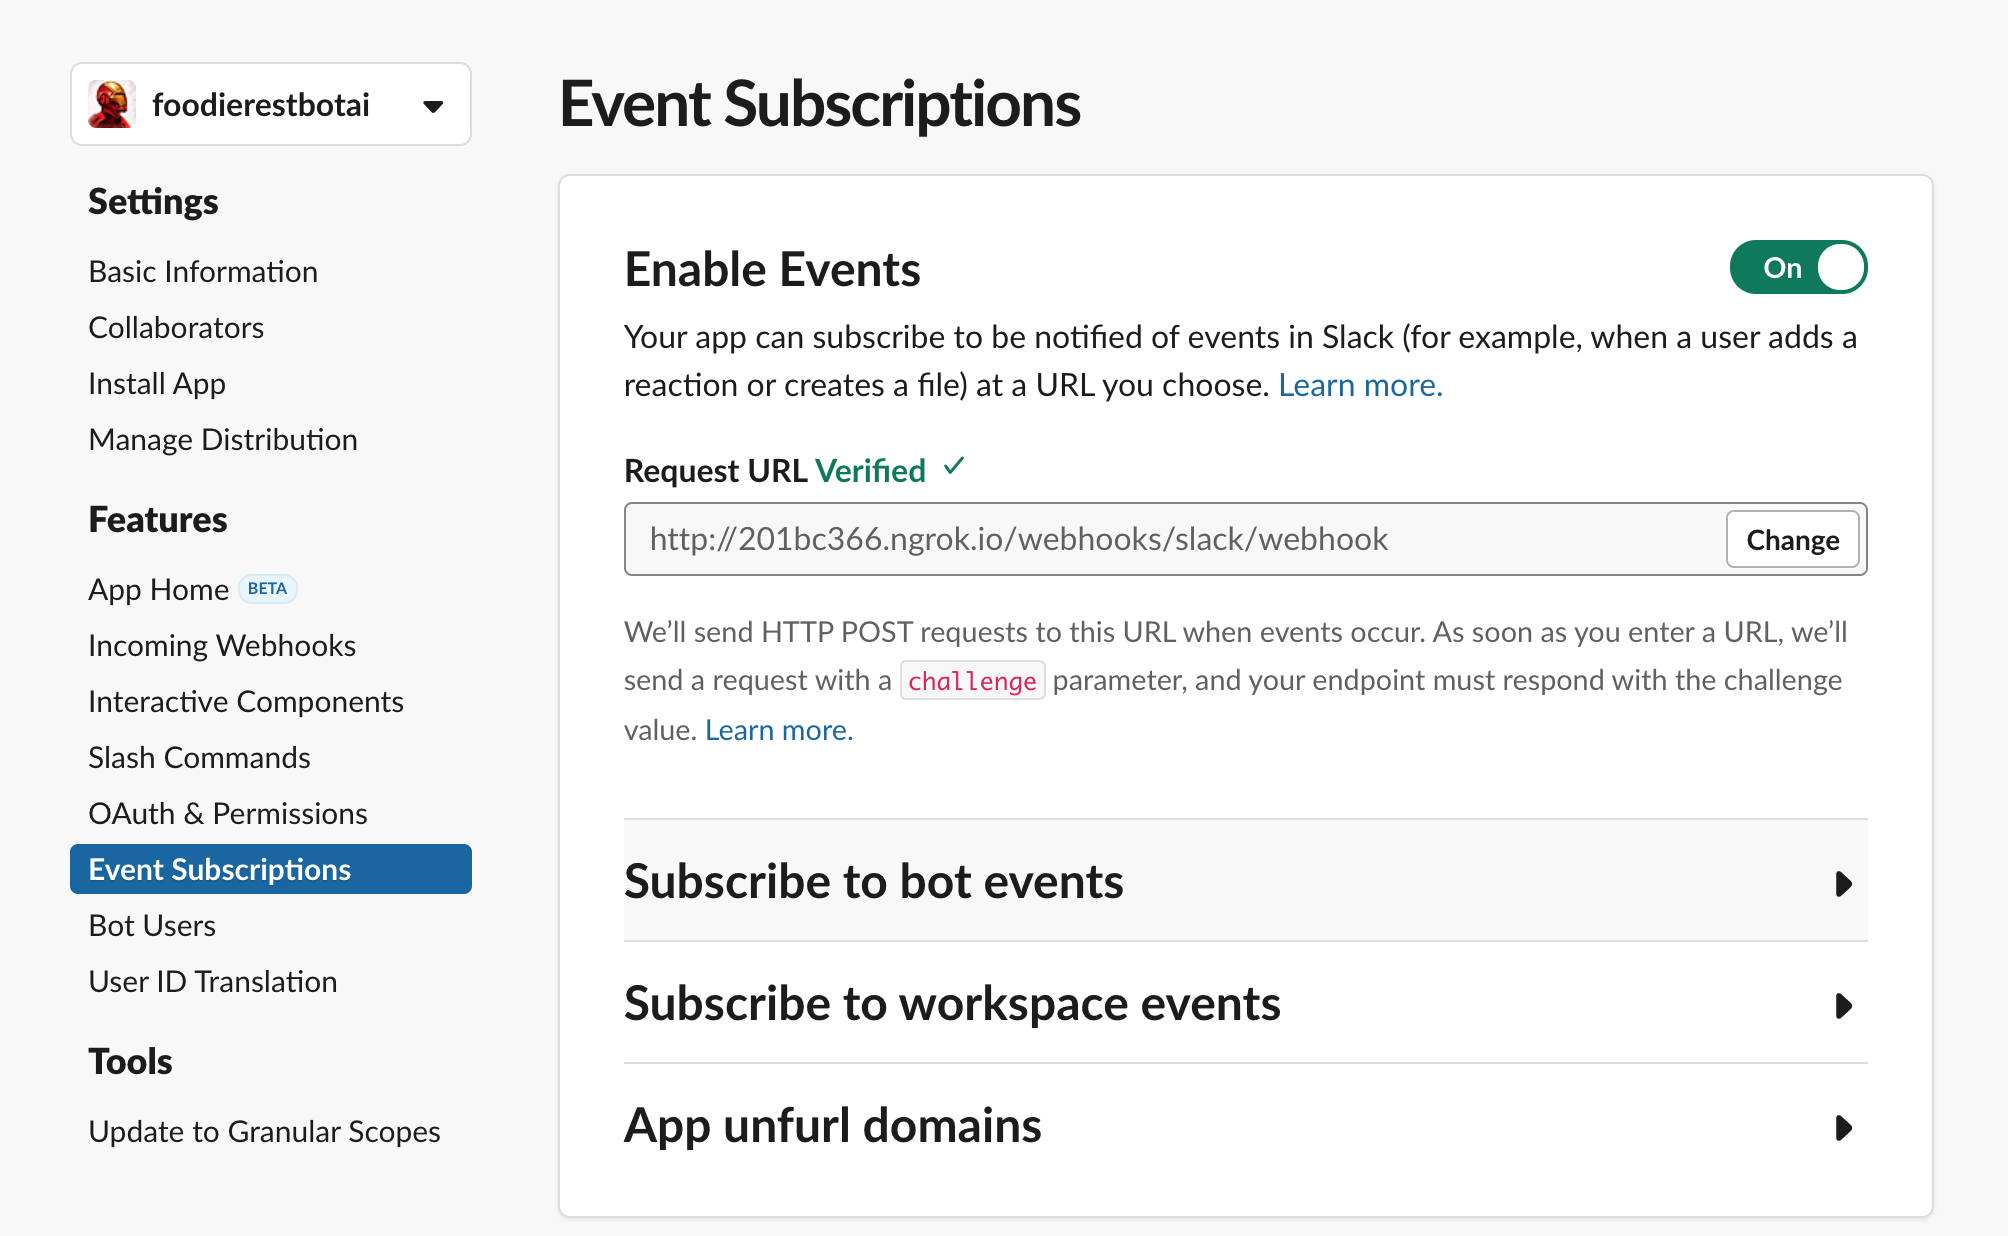 foodierestbotai
Settings
Basic Information
Collaborators
Install App
Manage Distribution
Features
App Home BETA
Incoming Webhooks
Interactive Components
Slash Commands
OAuth & Permissions
Event Subscriptions
Bot Users
User ID Translation
Tools
Update to Granular Scopes
Event Subscriptions
Enable Events
On
Your app can subscribe to be notified of events in Slack (for example, when a user adds a
reaction or creates a file) at a URL you choose. Learn more.
Request URL Verified ✓
http://201bc366.ngrok.io/webhooks/slack/webhook
Change
We’ll send HTTP POST requests to this URL when events occur. As soon as you enter a URL, we’ll
send a request with a challenge parameter, and your endpoint must respond with the challenge
value. Learn more.
Subscribe to bot events
Subscribe to workspace events
App unfurl domains